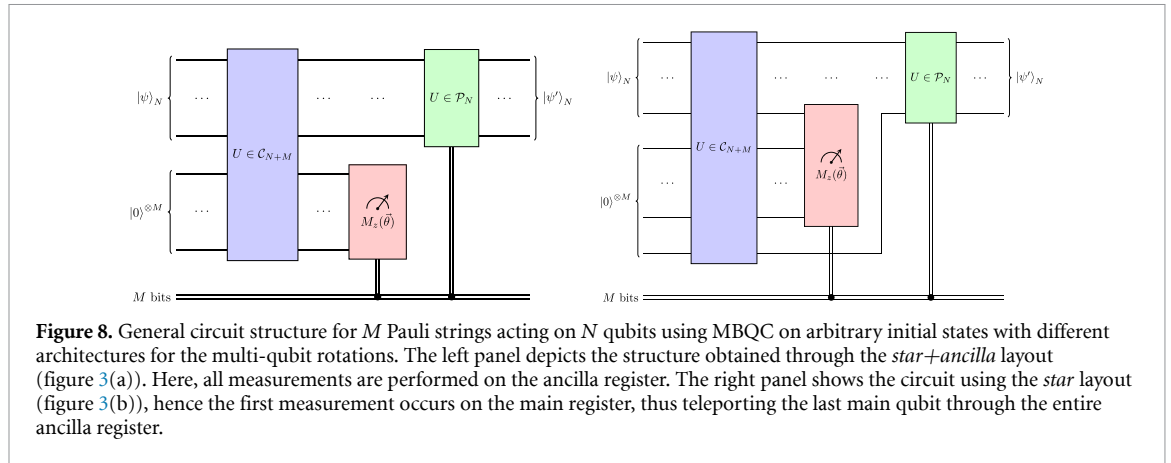 |ψ⟩_N
···
U ∈ C_{N+M}
···
···
U ∈ P_N
···
|ψ′⟩_N
|0⟩^{⊗M}
···
···
M_z(θ⃗)
M bits
|ψ⟩_N
···
U ∈ C_{N+M}
···
···
···
U ∈ P_N
···
|ψ′⟩_N
M_z(θ⃗)
|0⟩^{⊗M}
···
···
M bits
Figure 8. General circuit structure for M Pauli strings acting on N qubits using MBQC on arbitrary initial states with different
architectures for the multi-qubit rotations. The left panel depicts the structure obtained through the star+ancilla layout
(figure 3(a)). Here, all measurements are performed on the ancilla register. The right panel shows the circuit using the star layout
(figure 3(b)), hence the first measurement occurs on the main register, thus teleporting the last main qubit through the entire
ancilla register.